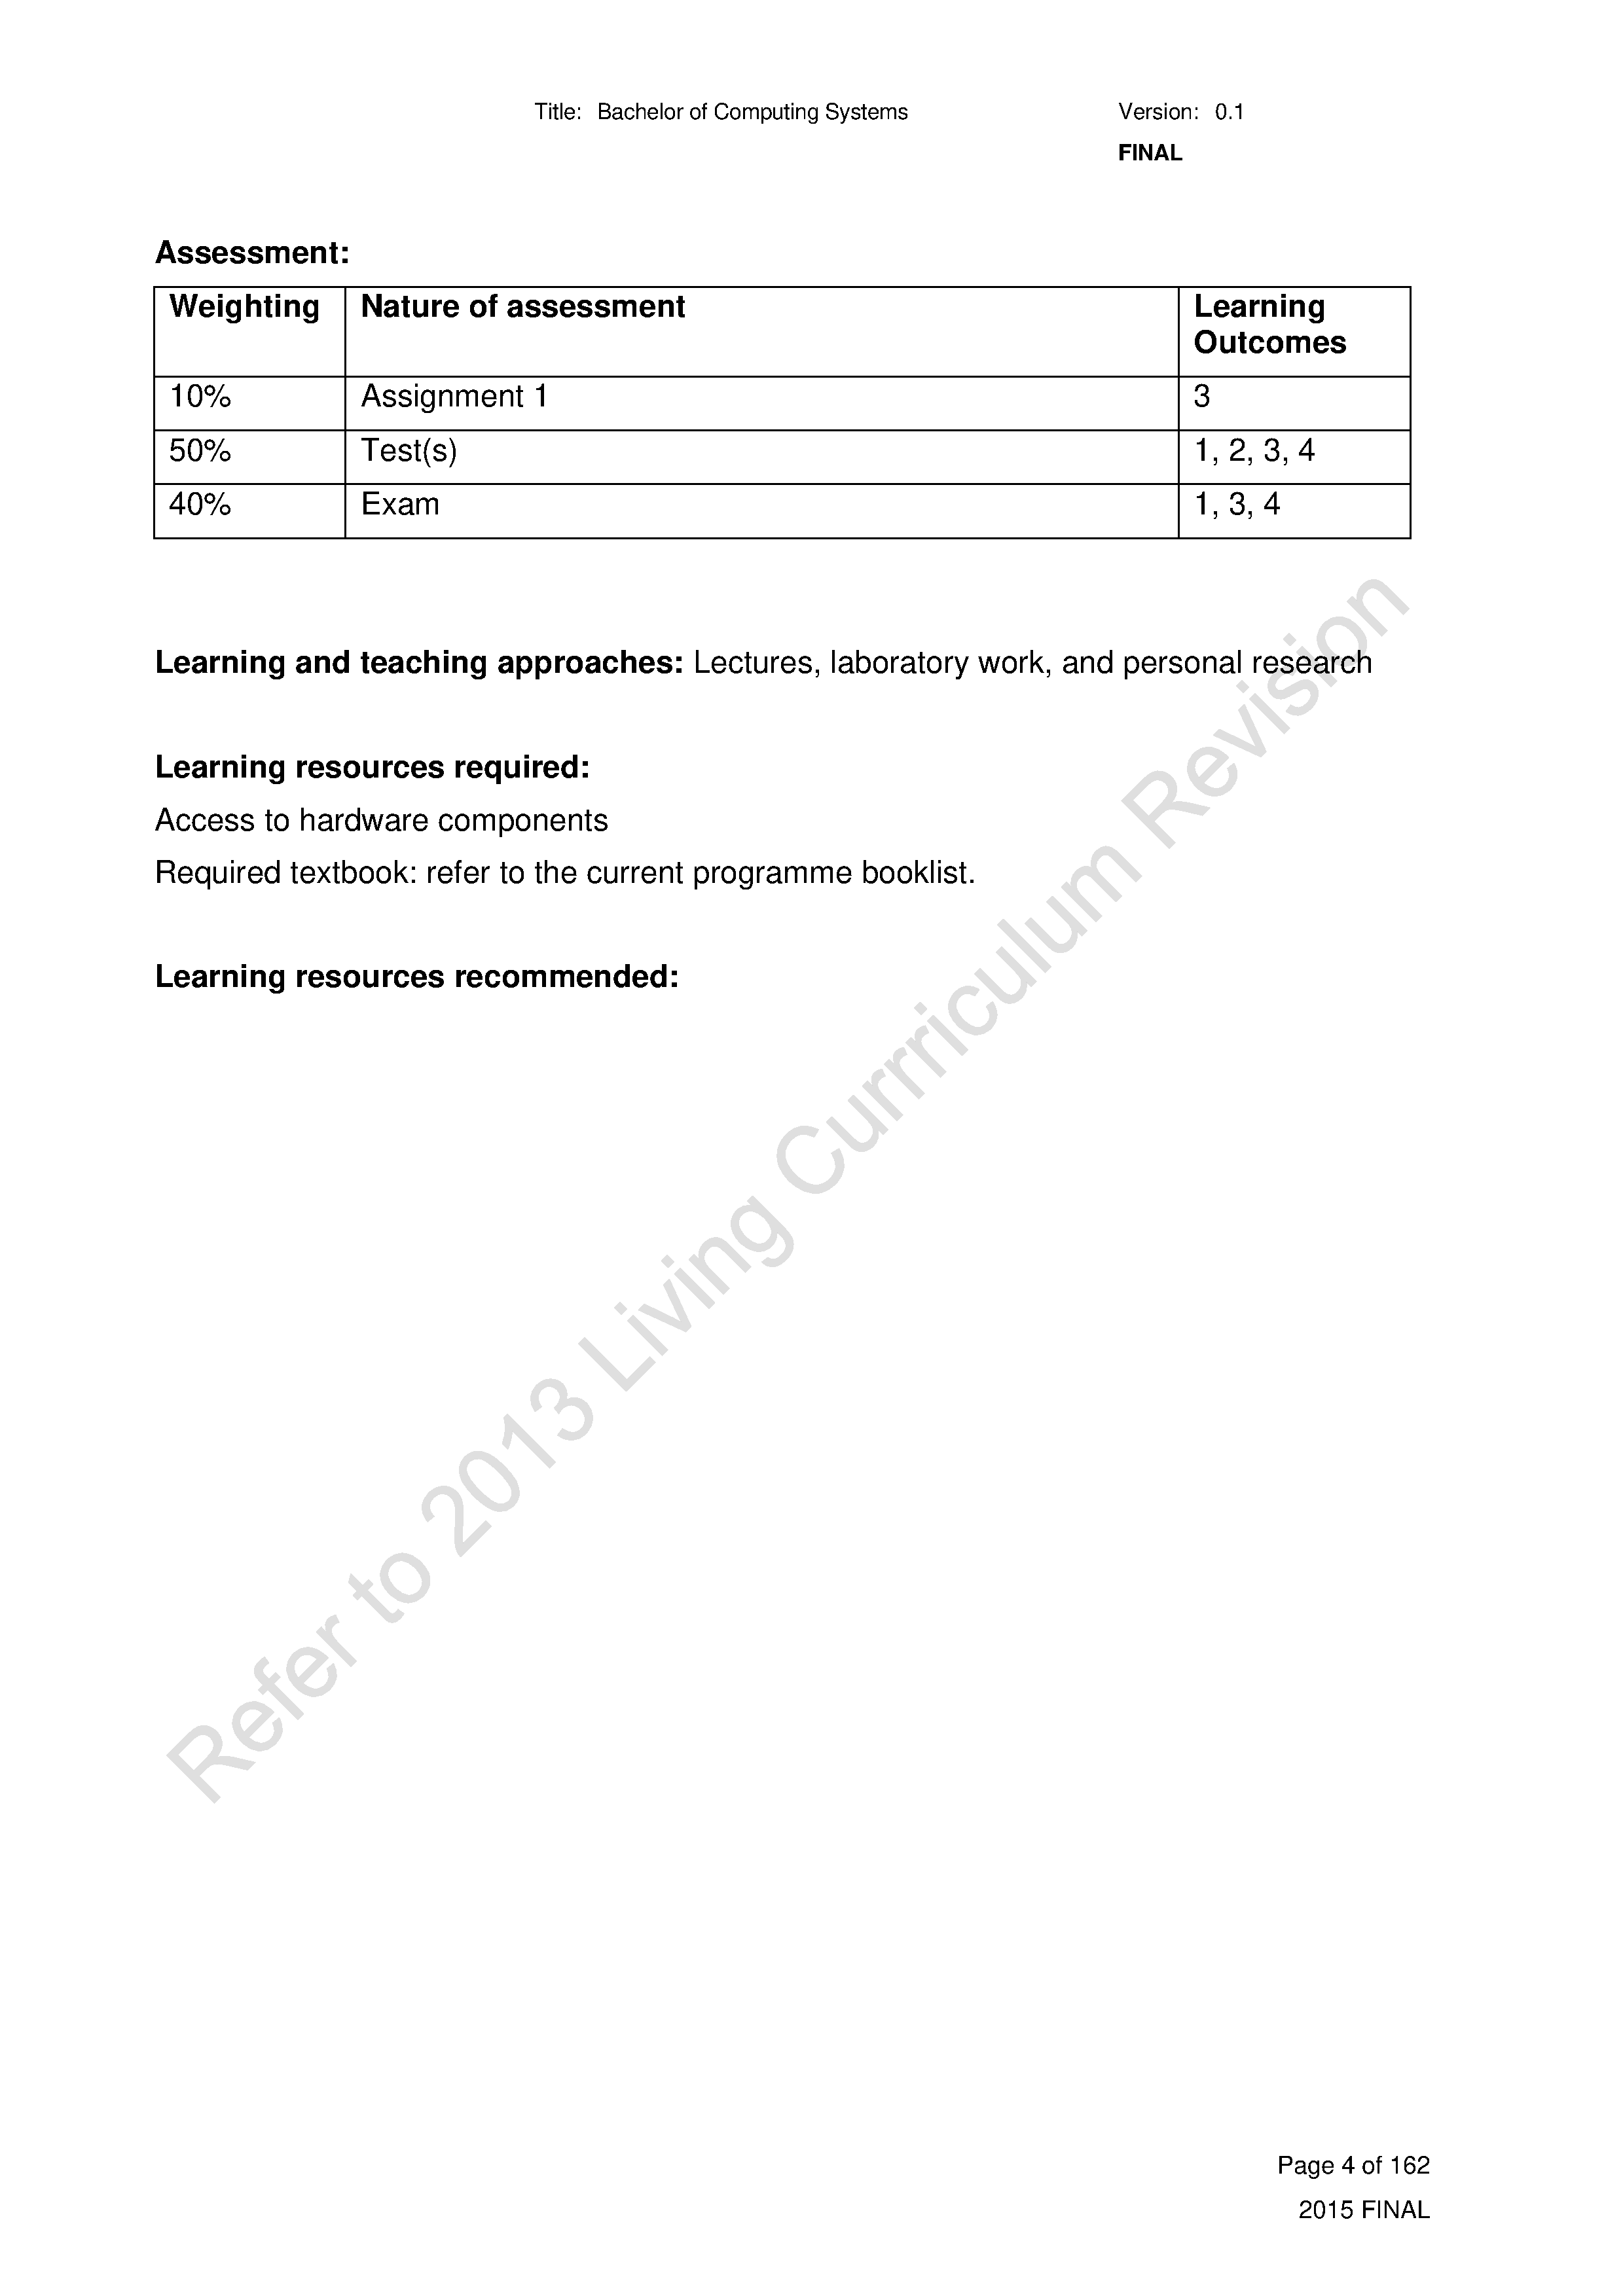 Title: Bachelor of Computing Systems Version: 0.1
FINAL
Assessment:
Weighting Nature of assessment Learning Outcomes
10% Assignment 1 3
50% Test(s) 1, 2, 3, 4
40% Exam 1, 3, 4
Learning and teaching approaches: Lectures, laboratory work, and personal research
Learning resources required:
Access to hardware components
Required textbook: refer to the current programme booklist.
Learning resources recommended:
Refer to 2013 Living Currriculum Revision
Page 4 of 162
2015 FINAL